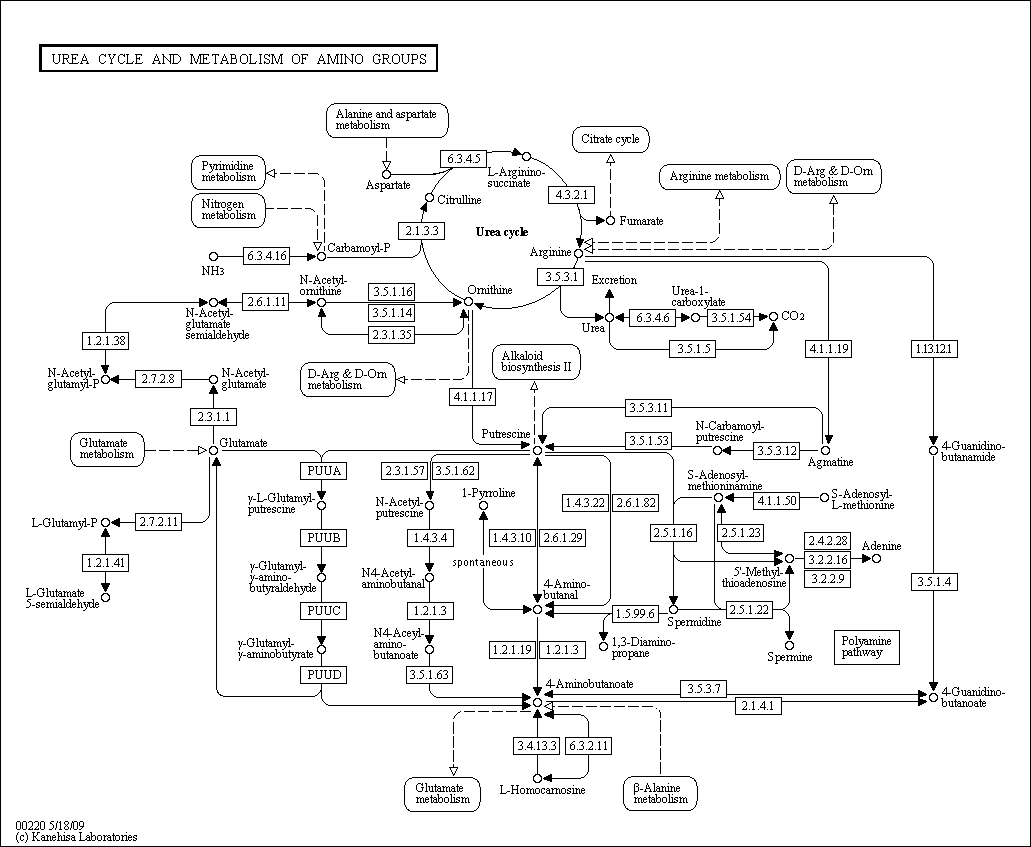 UREA CYCLE AND METABOLISM OF AMINO GROUPS
Alanine and aspartate
metabolism
Citrate cycle
Pyrimidine
metabolism
6.3.4.5
L-Arginino-
succinate
Aspartate
Arginine metabolism
D-Arg & D-Orn
metabolism
4.3.2.1
Citrulline
Nitrogen
metabolism
Fumarate
2.1.3.3
Urea cycle
Carbamoyl-P
6.3.4.16
NH3
Arginine
3.5.3.1
Excretion
N-Acetyl-
ornithine
3.5.1.16
Ornithine
Urea-1-
carboxylate
2.6.1.11
3.5.1.14
N-Acetyl-
glutamate
semialdehyde
2.3.1.35
Urea
6.3.4.6
3.5.1.54
CO2
1.2.1.38
3.5.1.5
4.1.1.19
1.13.12.1
Alkaloid
biosynthesis II
N-Acetyl-
glutamyl-P
2.7.2.8
N-Acetyl-
glutamate
D-Arg & D-Orn
metabolism
4.1.1.17
2.3.1.1
3.5.3.11
Glutamate
metabolism
Glutamate
Putrescine
3.5.1.53
N-Carbamoyl-
putrescine
3.5.3.12
Agmatine
4-Guanidino-
butanamide
PUUA
2.3.1.57
3.5.1.62
S-Adenosyl-
methioninamine
γ-L-Glutamyl-
putrescine
N-Acetyl-
putrescine
1-Pyrroline
1.4.3.22
2.6.1.82
4.1.1.50
S-Adenosyl-
L-methionine
L-Glutamyl-P
2.7.2.11
PUUB
1.4.3.4
1.4.3.10
2.6.1.29
2.5.1.16
2.5.1.23
2.4.2.28
Adenine
3.2.2.16
3.2.2.9
1.2.1.41
spontaneous
γ-Glutamyl-
γ-amino-
butyraldehyde
N4-Acetyl-
aminobutanal
4-Amino-
butanal
5'-Methyl-
thioadenosine
3.5.1.4
L-Glutamate
5-semialdehyde
PUUC
1.2.1.3
1.5.99.6
Spermidine
2.5.1.22
γ-Glutamyl-
γ-aminobutyrate
N4-Acetyl-
amino-
butanoate
1.2.1.19
1.2.1.3
1,3-Diamino-
propane
Spermine
Polyamine
pathway
PUUD
3.5.1.63
4-Aminobutanoate
3.5.3.7
2.1.4.1
4-Guanidino-
butanoate
3.4.13.3
6.3.2.11
Glutamate
metabolism
L-Homocarnosine
β-Alanine
metabolism
00220 5/18/09
(c) Kanehisa Laboratories